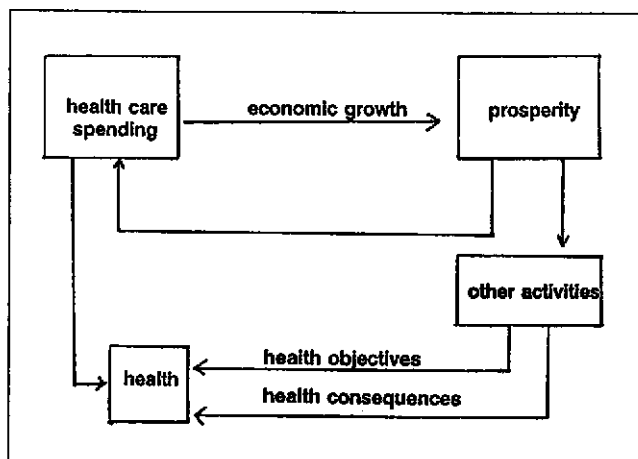 health care
spending
economic growth
prosperity
other activities
health objectives
health
health consequences